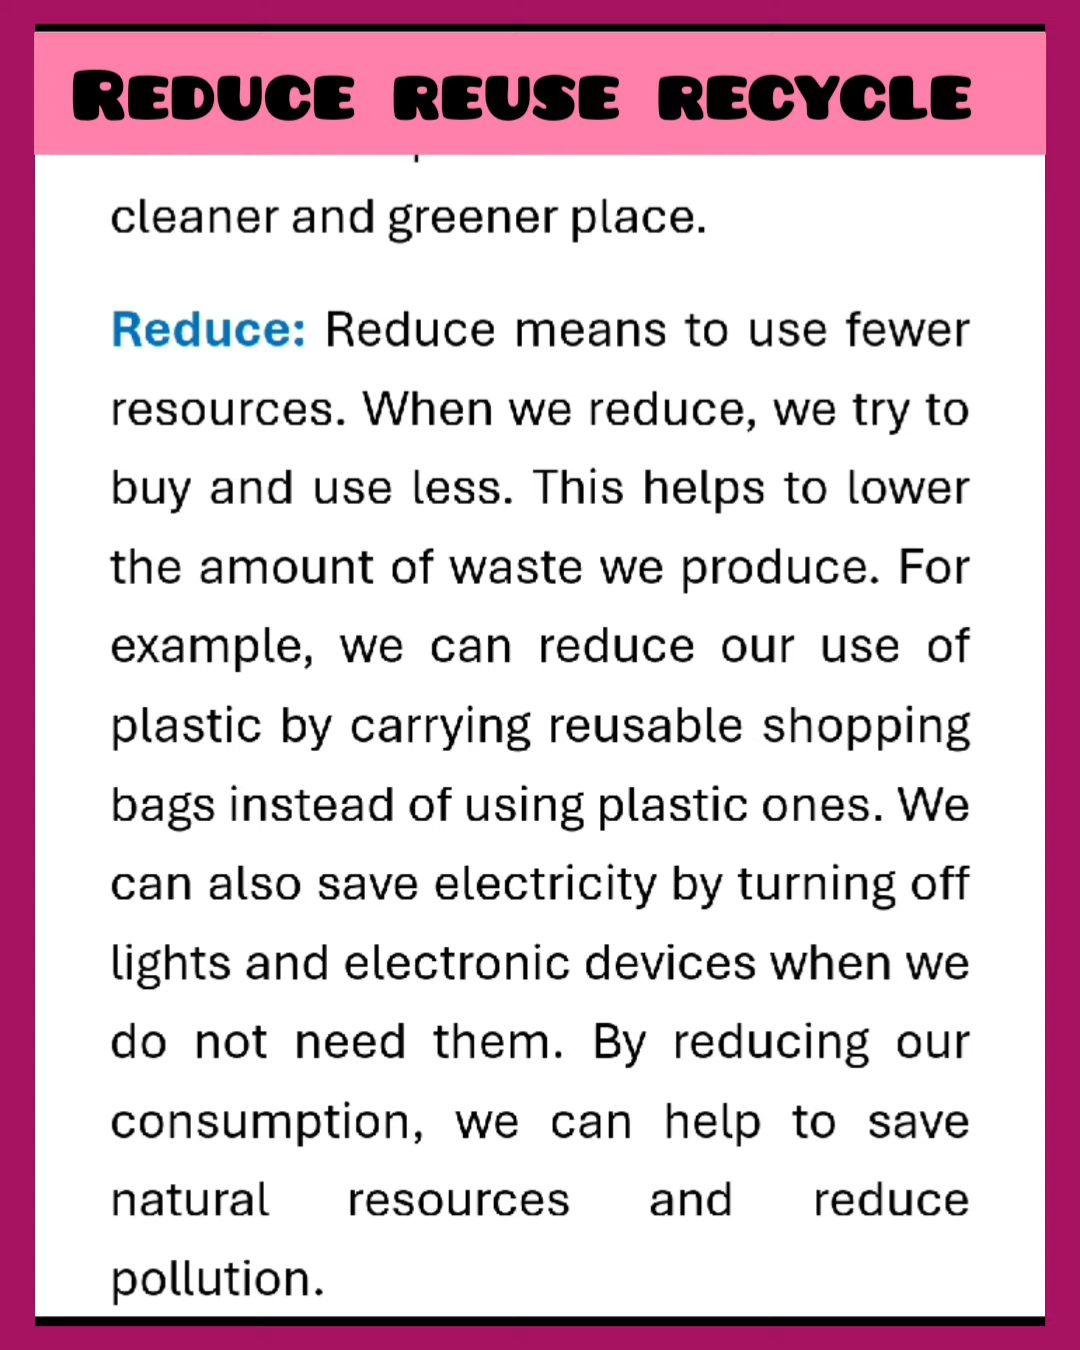 REDUCE REUSE RECYCLE
cleaner and greener place.
Reduce: Reduce means to use fewer
resources. When we reduce, we try to
buy and use less. This helps to lower
the amount of waste we produce. For
example, we can reduce our use of
plastic by carrying reusable shopping
bags instead of using plastic ones. We
can also save electricity by turning off
lights and electronic devices when we
do not need them. By reducing our
consumption, we can help to save
natural resources and reduce
pollution.